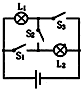 L₁ S₃
S₂
S₁ L₂